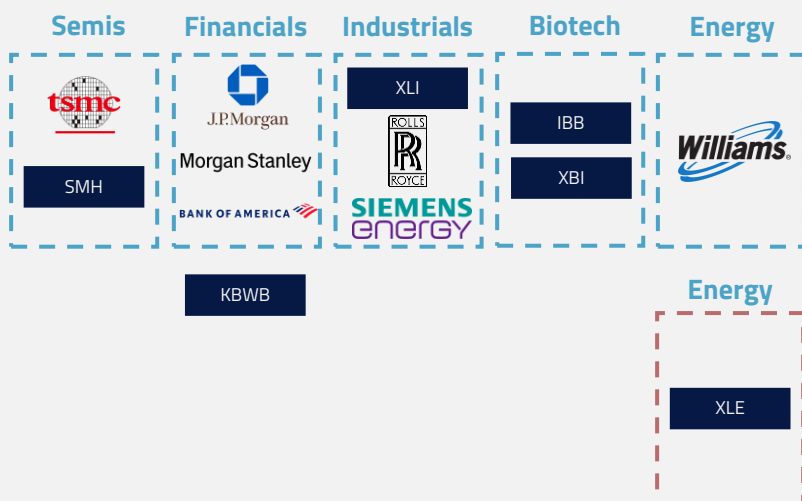 Semis
Financials
Industrials
Biotech
Energy
tsmc
SMH
J.P.Morgan
Morgan Stanley
BANK OF AMERICA
XLI
ROLLS
RR
ROYCE
SIEMENS
energy
IBB
XBI
Williams®
KBWB
Energy
XLE